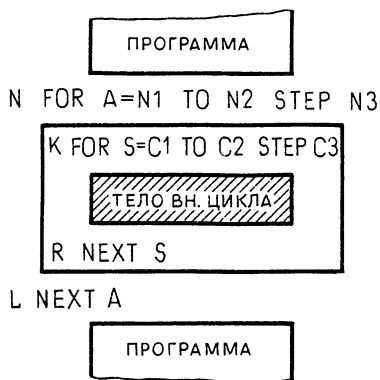 ПРОГРАММА
N FOR A=N1 TO N2 STEP N3
K FOR S=C1 TO C2 STEP C3
ТЕЛО ВН. ЦИКЛА
R NEXT S
L NEXT A
ПРОГРАММА